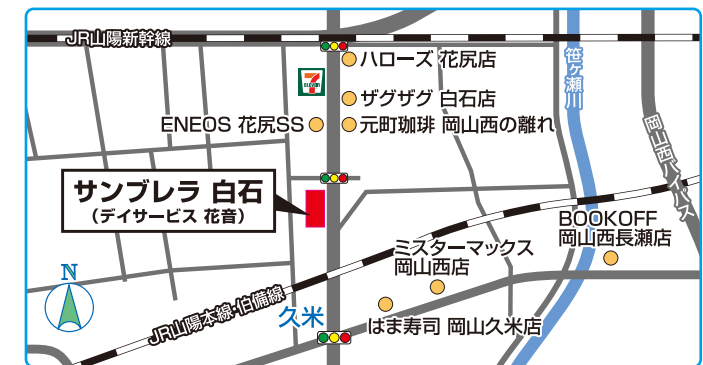 JR山陽新幹線
ハローズ 花尻店
7
ELEVEn
ザグザグ 白石店
ENEOS 花尻SS
元町珈琲 岡山西の離れ
笹ヶ瀬川
岡山西バイパス
サンブレラ 白石
（デイサービス 花音）
BOOKOFF
岡山西長瀬店
ミスターマックス
岡山西店
N
JR山陽本線・伯備線
久米
はま寿司 岡山久米店